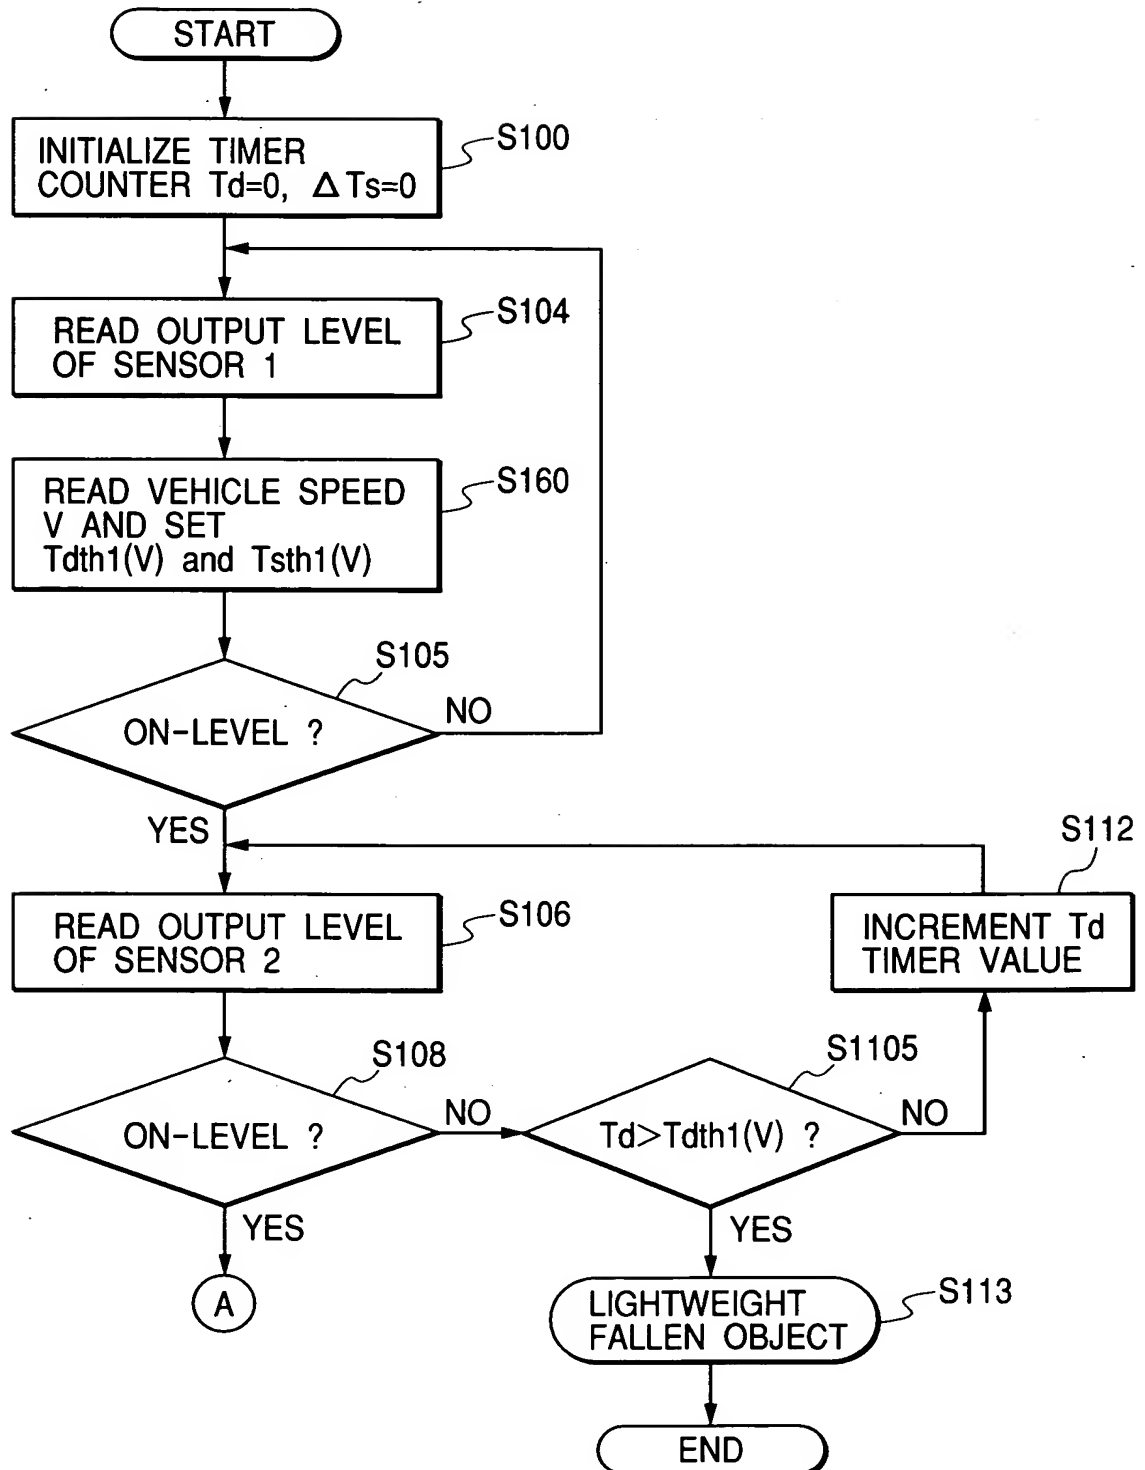 START
INITIALIZE TIMER
COUNTER Td=0, ΔTs=0
S100
READ OUTPUT LEVEL
OF SENSOR 1
S104
READ VEHICLE SPEED
V AND SET
Tdth1(V) and Tsth1(V)
S160
S105
ON-LEVEL ?
NO
YES
S112
READ OUTPUT LEVEL
OF SENSOR 2
S106
INCREMENT Td
TIMER VALUE
S108
ON-LEVEL ?
NO
S1105
Td>Tdth1(V) ?
NO
YES
YES
A
LIGHTWEIGHT
FALLEN OBJECT
S113
END